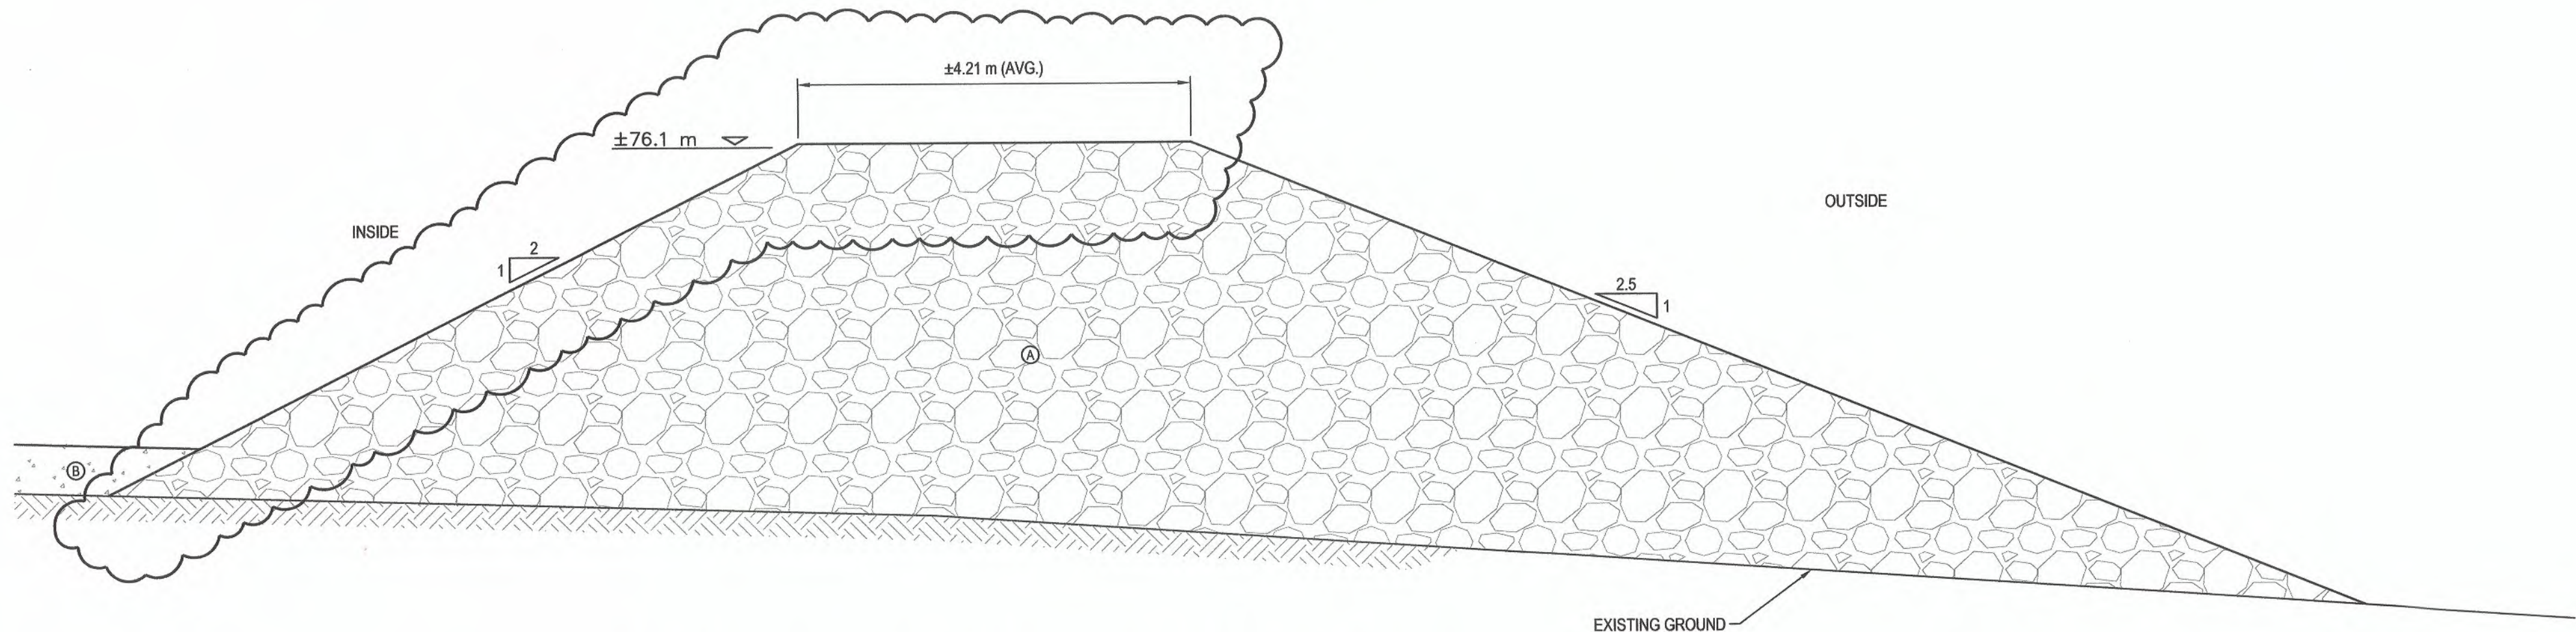 ±4.21 m (AVG.)
±76.1 m
OUTSIDE
INSIDE
2
1
2.5
1
A
B
EXISTING GROUND